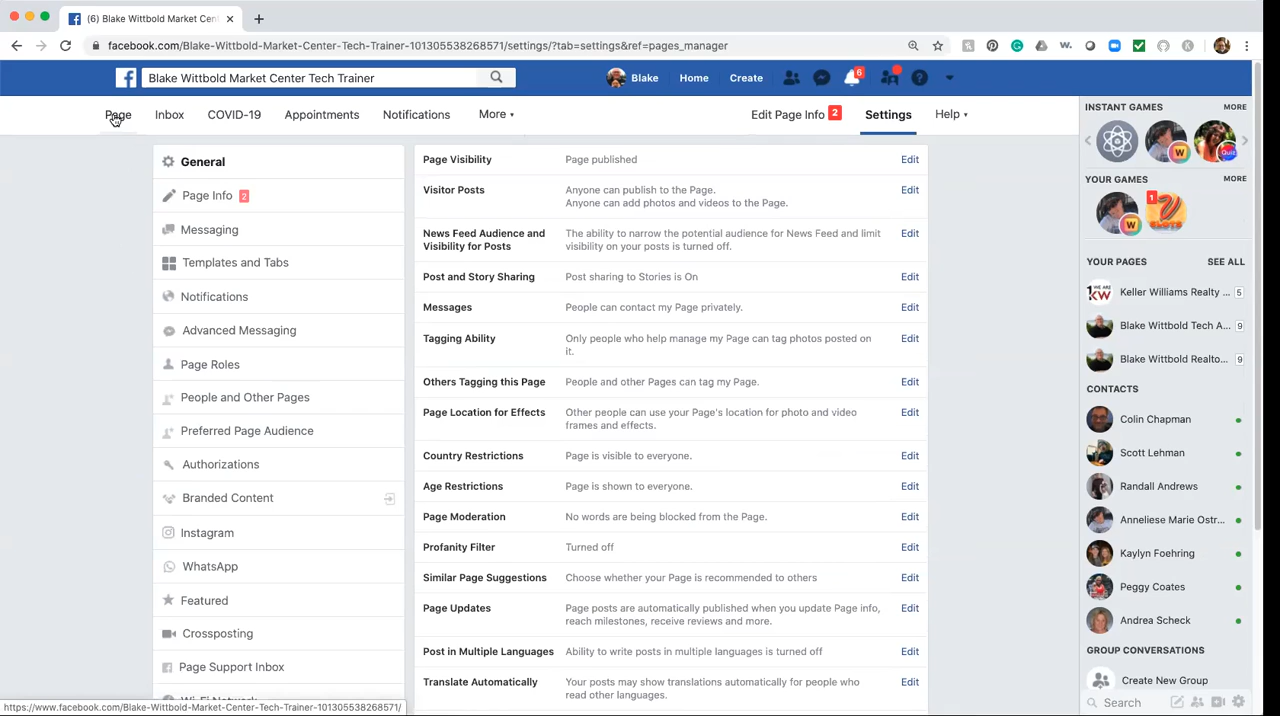 (6) Blake Wittbold Market Cen
facebook.com/Blake-Wittbold-Market-Center-Tech-Trainer-101305538268571/settings/?tab=settings&ref=pages_manager
Blake Wittbold Market Center Tech Trainer
Blake Home Create 6
Page Inbox COVID-19 Appointments Notifications More Edit Page Info 2 Settings Help
General
Page Info 2
Messaging
Templates and Tabs
Notifications
Advanced Messaging
Page Roles
People and Other Pages
Preferred Page Audience
Authorizations
Branded Content
Instagram
WhatsApp
Featured
Crossposting
Page Support Inbox
Page Visibility Page published Edit
Visitor Posts Anyone can publish to the Page. Edit
Anyone can add photos and videos to the Page.
News Feed Audience and The ability to narrow the potential audience for News Feed and limit Edit
Visibility for Posts visibility on your posts is turned off.
Post and Story Sharing Post sharing to Stories is On Edit
Messages People can contact my Page privately. Edit
Tagging Ability Only people who help manage my Page can tag photos posted on Edit
it.
Others Tagging this Page People and other Pages can tag my Page. Edit
Page Location for Effects Other people can use your Page's location for photo and video Edit
frames and effects.
Country Restrictions Page is visible to everyone. Edit
Age Restrictions Page is shown to everyone. Edit
Page Moderation No words are being blocked from the Page. Edit
Profanity Filter Turned off Edit
Similar Page Suggestions Choose whether your Page is recommended to others Edit
Page Updates Page posts are automatically published when you update Page info, Edit
reach milestones, receive reviews and more.
Post in Multiple Languages Ability to write posts in multiple languages is turned off Edit
Translate Automatically Your posts may show translations automatically for people who Edit
read other languages.
INSTANT GAMES MORE
YOUR GAMES MORE
YOUR PAGES SEE ALL
Keller Williams Realty ... 5
Blake Wittbold Tech A... 9
Blake Wittbold Realto... 9
CONTACTS
Colin Chapman
Scott Lehman
Randall Andrews
Anneliese Marie Ostr...
Kaylyn Foehring
Peggy Coates
Andrea Scheck
GROUP CONVERSATIONS
Create New Group
Search
https://www.facebook.com/Blake-Wittbold-Market-Center-Tech-Trainer-101305538268571/